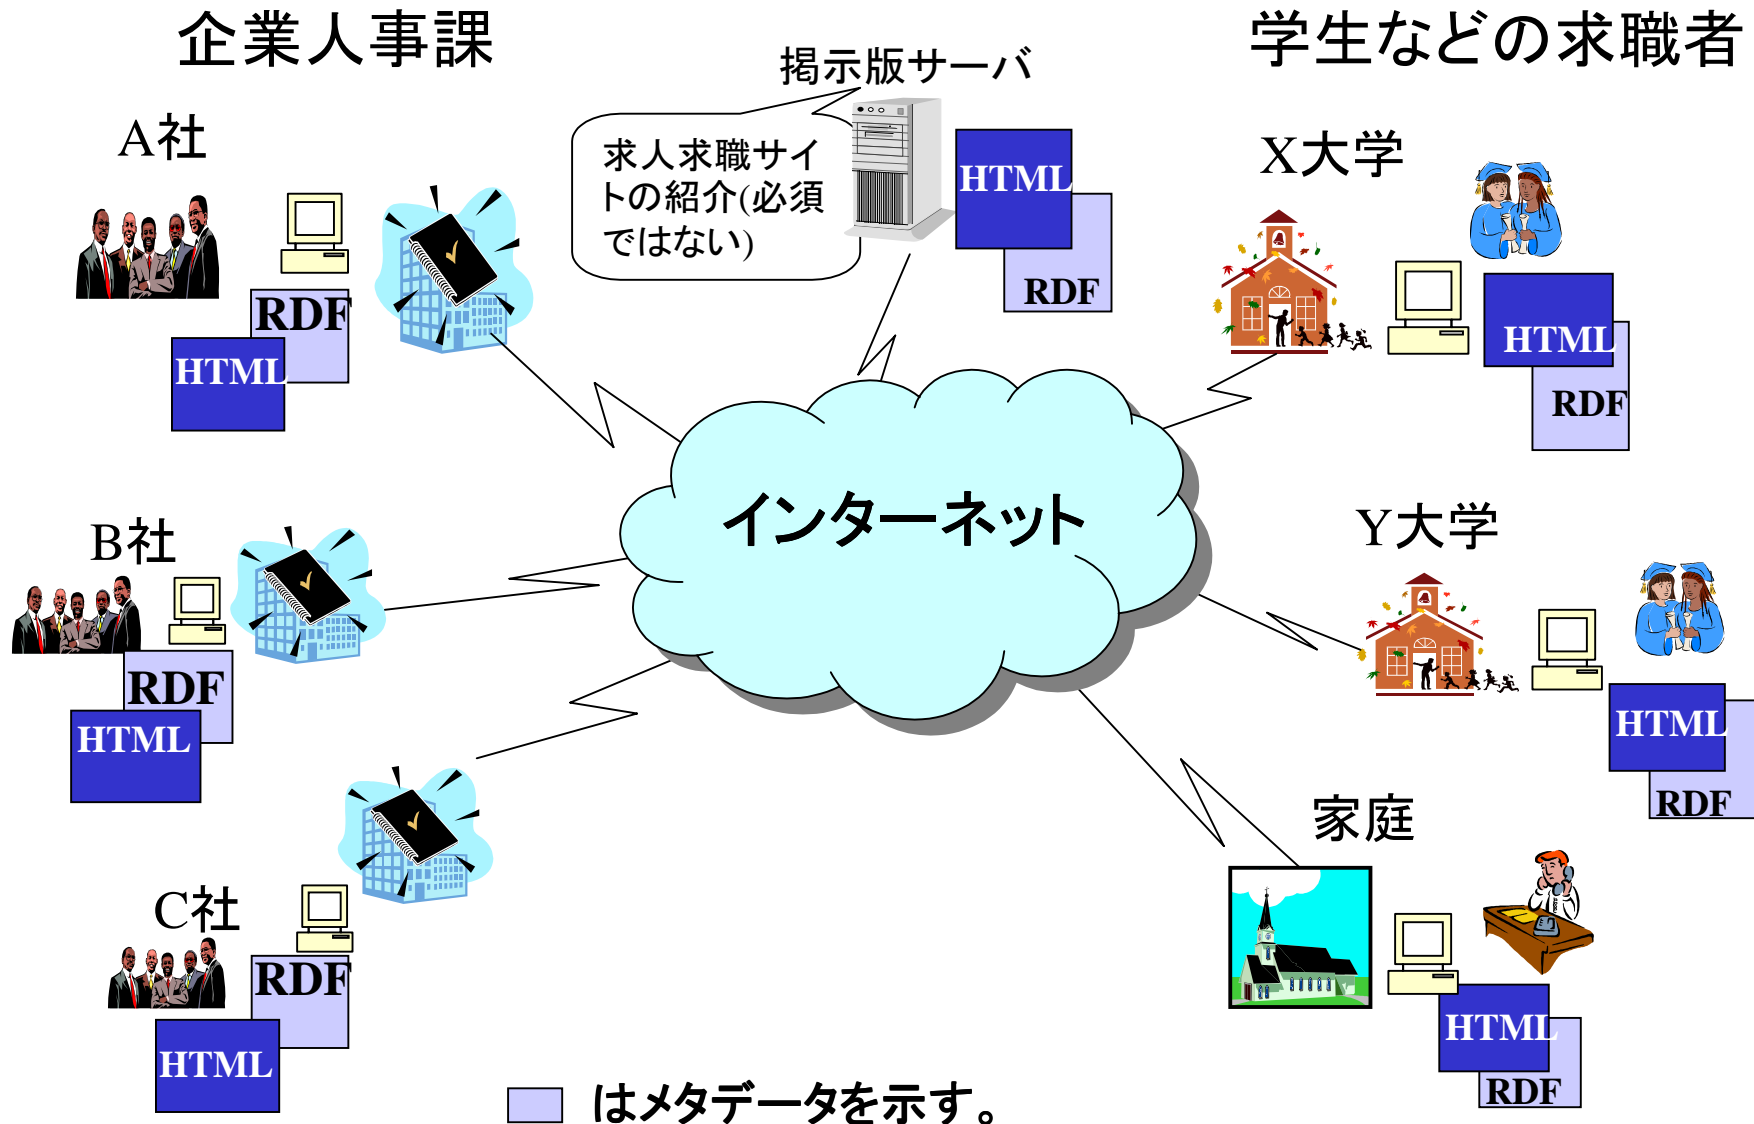 企業人事課
掲示版サーバ
学生などの求職者
A社
求人求職サイ
トの紹介(必須
ではない)
HTML
RDF
X大学
RDF
HTML
HTML
RDF
インターネット
B社
RDF
HTML
Y大学
HTML
RDF
C社
RDF
HTML
家庭
HTML
RDF
はメタデータを示す。